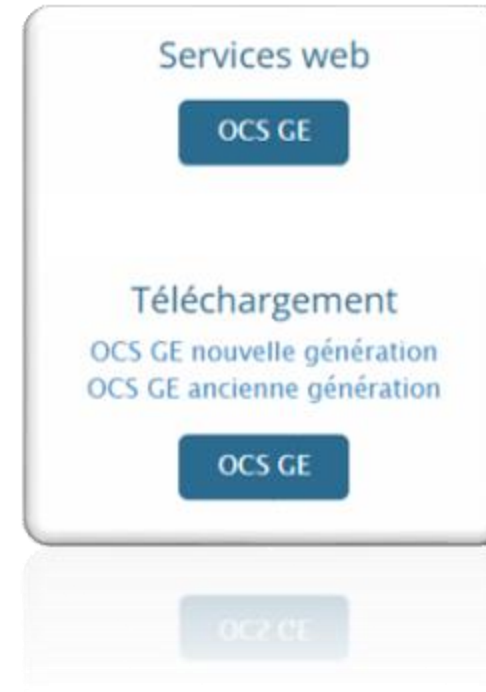 Services web
OCS GE
Téléchargement
OCS GE nouvelle génération
OCS GE ancienne génération
OCS GE